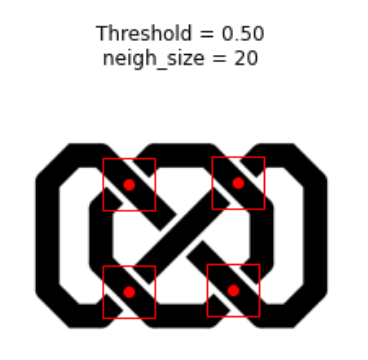 Threshold = 0.50
neigh_size = 20